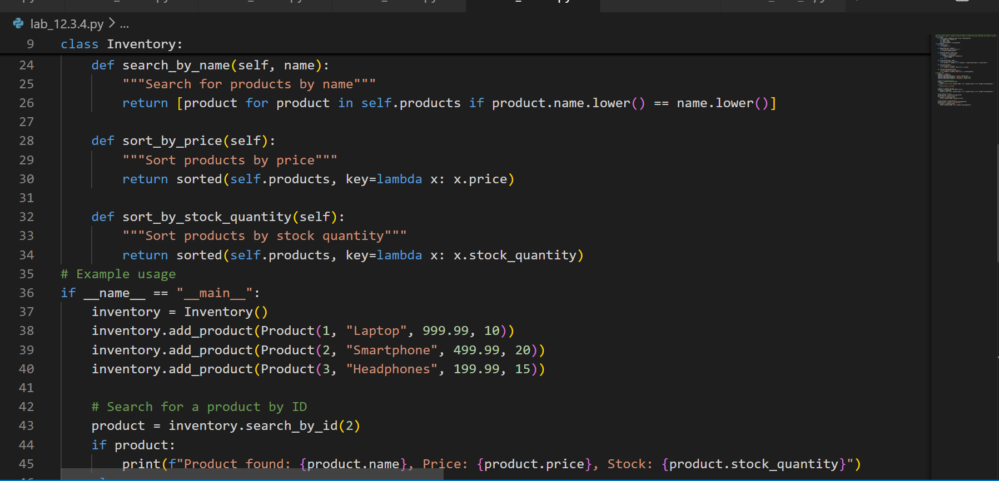 lab_12.3.4.py > ...
9 class Inventory:
24 def search_by_name(self, name):
25 """Search for products by name"""
26 return [product for product in self.products if product.name.lower() == name.lower()]
27
28 def sort_by_price(self):
29 """Sort products by price"""
30 return sorted(self.products, key=lambda x: x.price)
31
32 def sort_by_stock_quantity(self):
33 """Sort products by stock quantity"""
34 return sorted(self.products, key=lambda x: x.stock_quantity)
35 # Example usage
36 if __name__ == "__main__":
37 inventory = Inventory()
38 inventory.add_product(Product(1, "Laptop", 999.99, 10))
39 inventory.add_product(Product(2, "Smartphone", 499.99, 20))
40 inventory.add_product(Product(3, "Headphones", 199.99, 15))
41
42 # Search for a product by ID
43 product = inventory.search_by_id(2)
44 if product:
45 print(f"Product found: {product.name}, Price: {product.price}, Stock: {product.stock_quantity}")